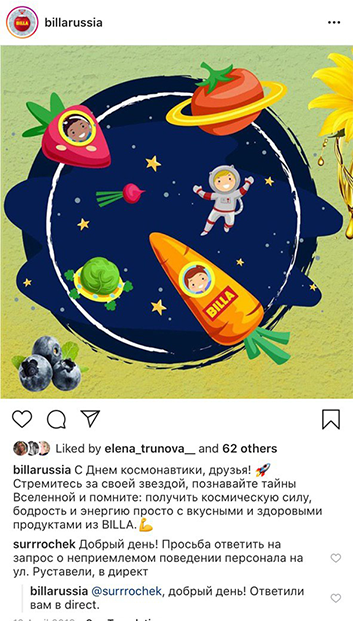 BILLA
billarussia
BILLA
Liked by elena_trunova__ and 62 others
billarussia С Днем космонавтики, друзья! 🚀
Стремитесь за своей звездой, познавайте тайны
Вселенной и помните: получить космическую силу,
бодрость и энергию просто с вкусными и здоровыми
продуктами из BILLA.💪
surrrochek Добрый день! Просьба ответить на
запрос о неприемлемом поведении персонала на
ул. Руставели, в директ
billarussia @surrrochek, добрый день! Ответили
вам в direct.